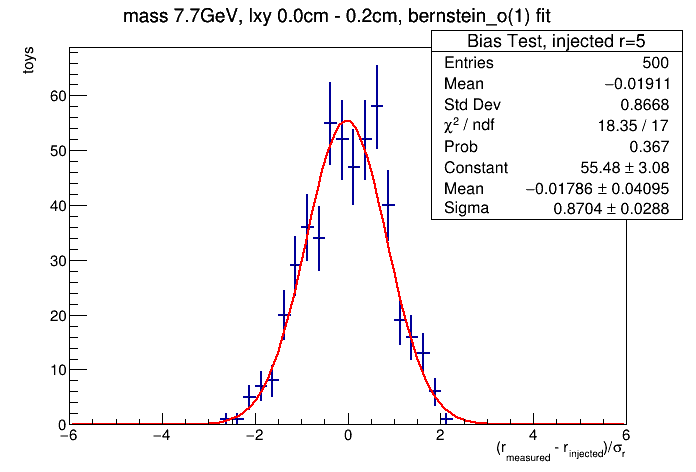 mass 7.7GeV, lxy 0.0cm - 0.2cm, bernstein_o(1) fit
toys
Bias Test, injected r=5
Entries 500
Mean −0.01911
Std Dev 0.8668
χ² / ndf 18.35 / 17
Prob 0.367
Constant 55.48 ± 3.08
Mean −0.01786 ± 0.04095
Sigma 0.8704 ± 0.0288
60
50
40
30
20
10
0
−6 −4 −2 0 2 4 6
(r_measured - r_injected)/σ_r